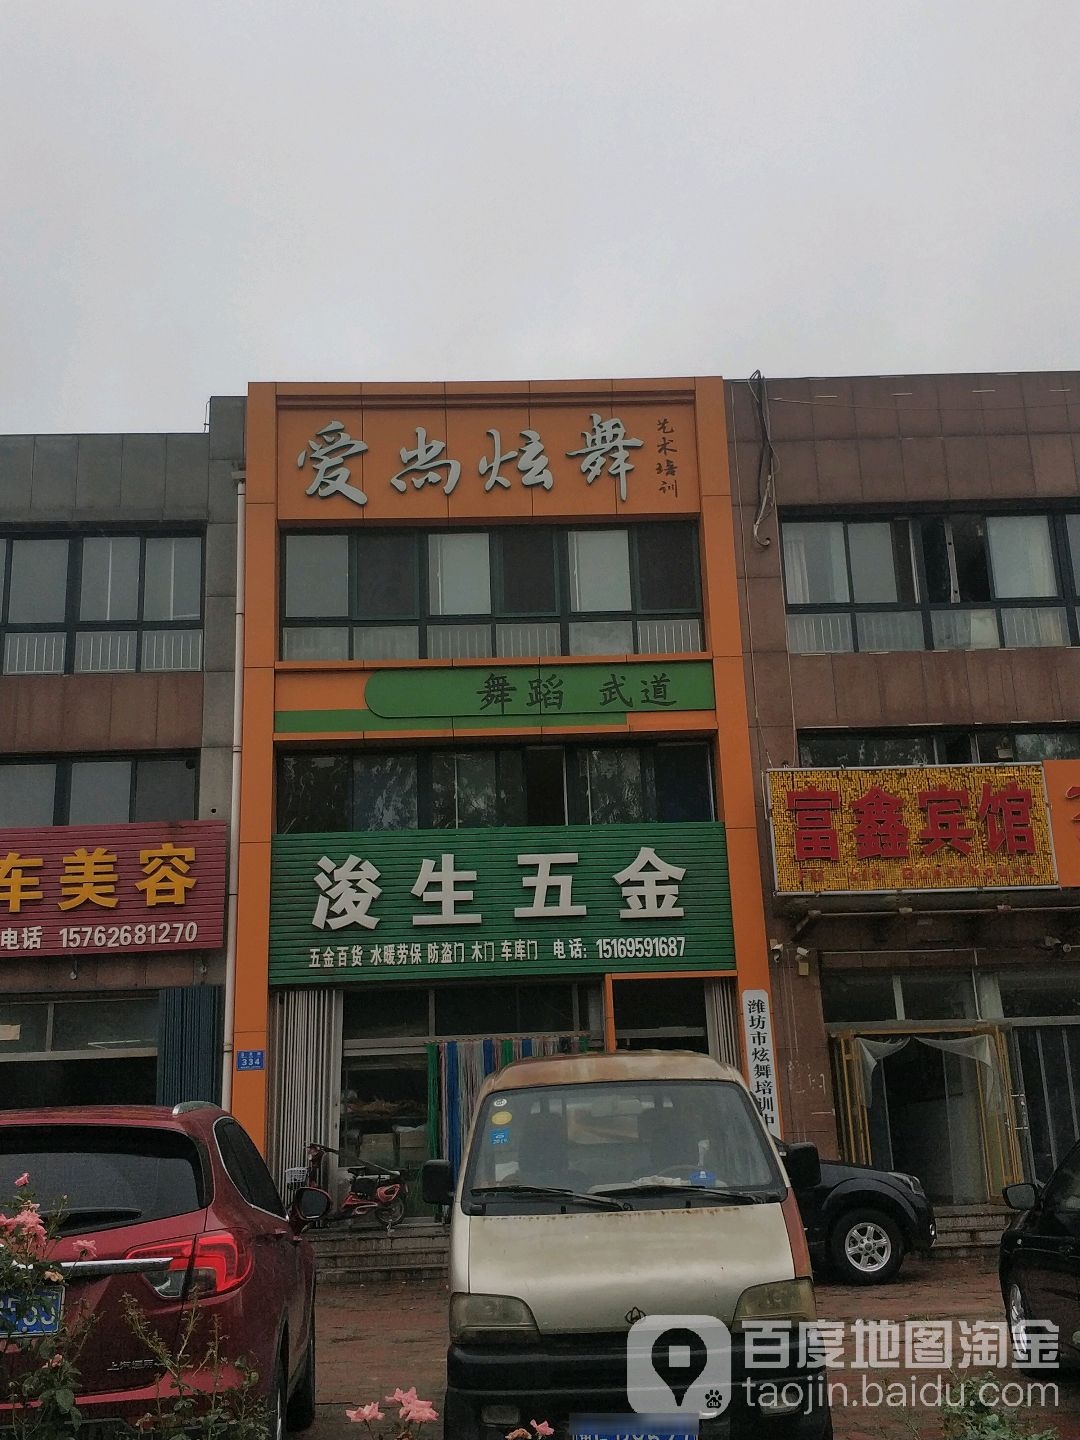 爱尚炫舞
艺术培训
舞蹈 武道
车美容
电话 15762681270
浚生五金
五金百货 水暖劳保 防盗门 木门 车库门 电话: 15169591687
富鑫宾馆
334
潍坊市炫舞培训中
百度地图淘金
taojin.baidu.com